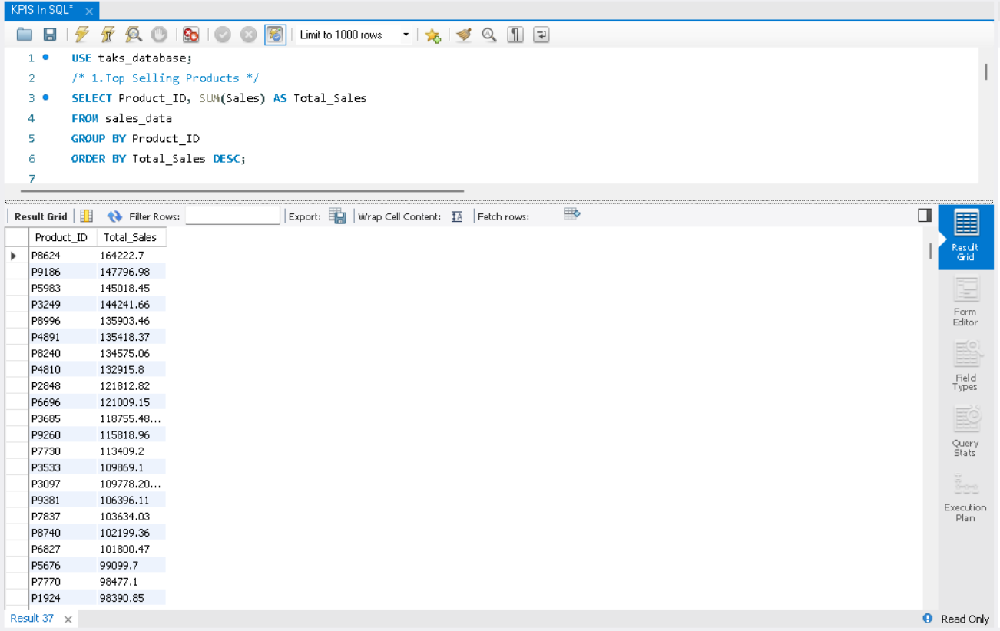 KPIS In SQL*
Limit to 1000 rows
1 USE taks_database;
2 /* 1.Top Selling Products */
3 SELECT Product_ID, SUM(Sales) AS Total_Sales
4 FROM sales_data
5 GROUP BY Product_ID
6 ORDER BY Total_Sales DESC;
7
Result Grid Filter Rows: Export: Wrap Cell Content: Fetch rows:
Product_ID Total_Sales
P8624 164222.7
P9186 147796.98
P5983 145018.45
P3249 144241.66
P8996 135903.46
P4891 135418.37
P8240 134575.06
P4810 132915.8
P2848 121812.82
P6696 121009.15
P3685 118755.48...
P9260 115818.96
P7730 113409.2
P3533 109869.1
P3097 109778.20...
P9381 106396.11
P7837 103634.03
P8740 102199.36
P6827 101800.47
P5676 99099.7
P7770 98477.1
P1924 98390.85
Result
Grid
Form
Editor
Field
Types
Query
Stats
Execution
Plan
Result 37
Read Only